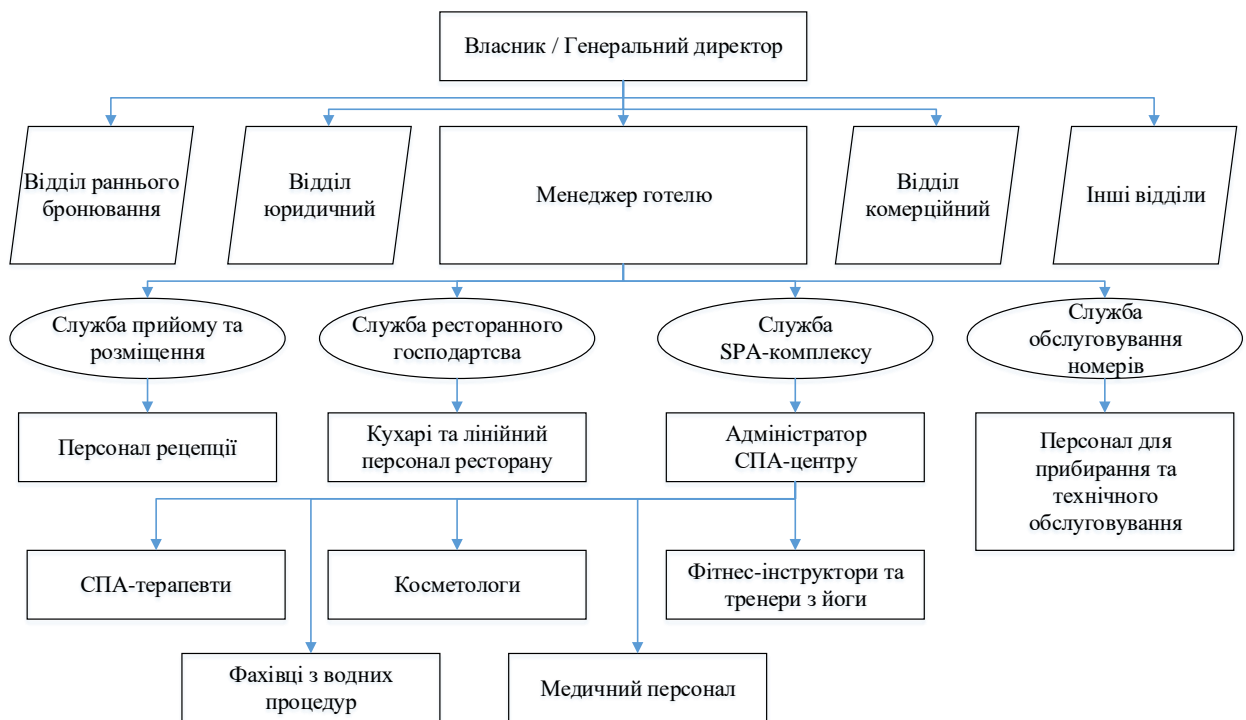 Власник / Генеральний директор
Відділ раннього
бронювання
Відділ
юридичний
Менеджер готелю
Відділ
комерційний
Інші відділи
Служба прийому та
розміщення
Служба ресторанного
господартсва
Служба
SPA-комплексу
Служба
обслуговування
номерів
Персонал рецепції
Кухарі та лінійний
персонал ресторану
Адміністратор
СПА-центру
Персонал для
прибирання та
технічного
обслуговування
СПА-терапевти
Косметологи
Фітнес-інструктори та
тренери з йоги
Фахівці з водних
процедур
Медичний персонал